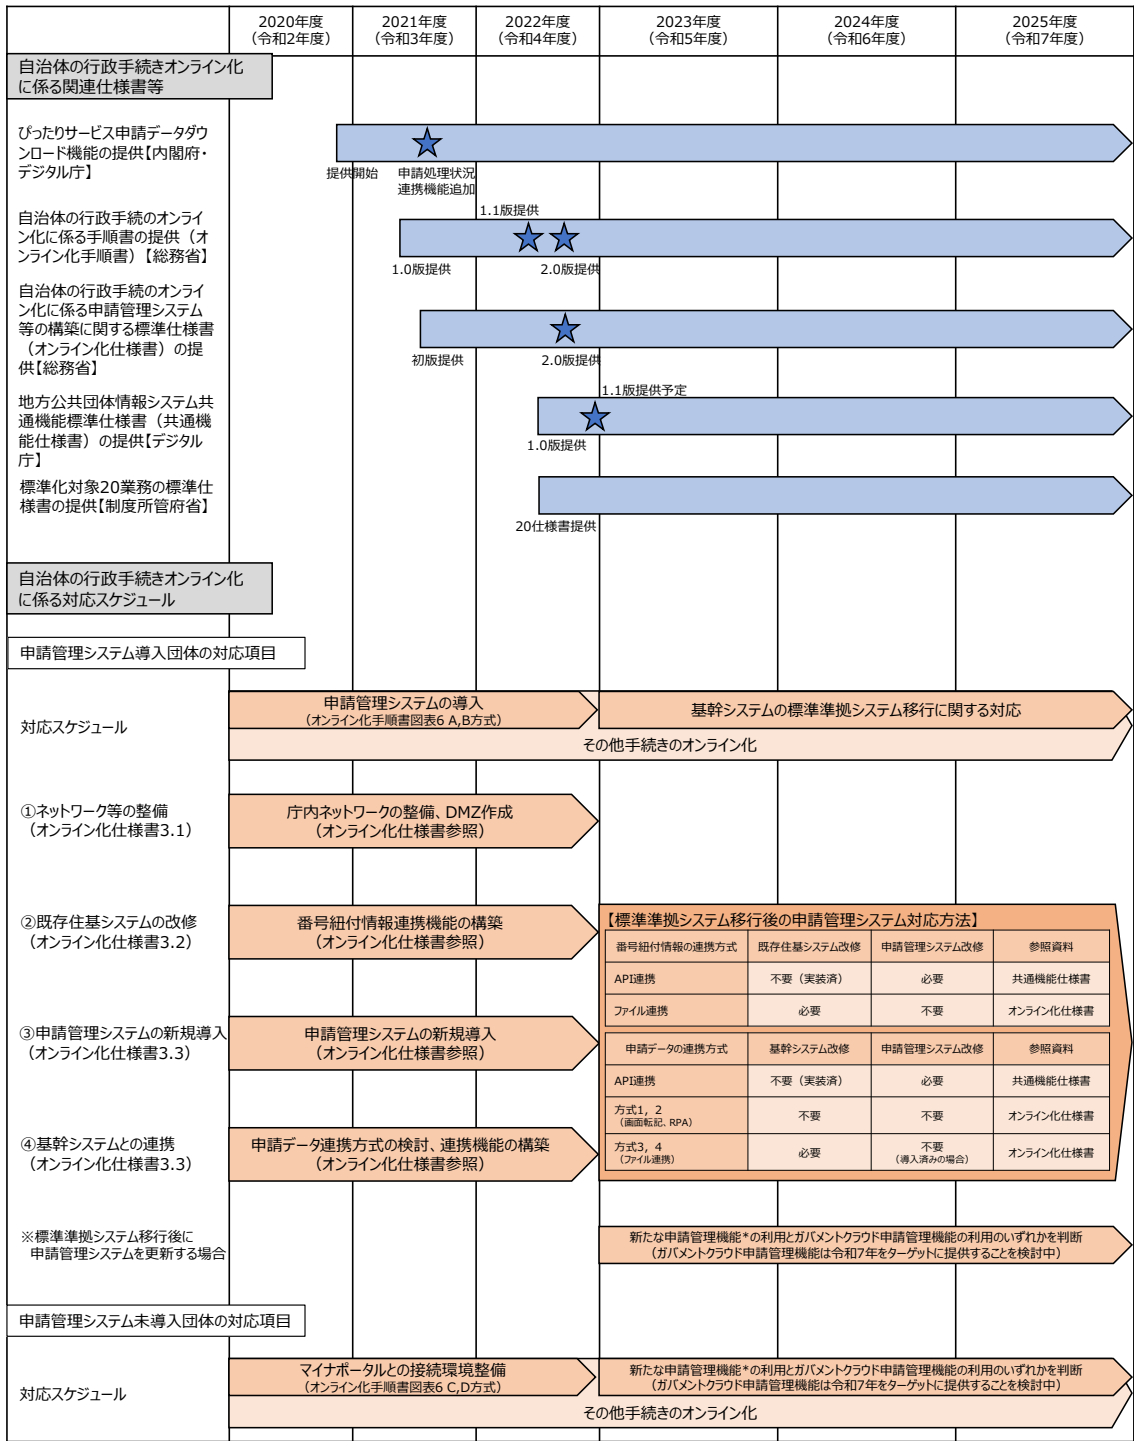 2020年度
（令和2年度）
2021年度
（令和3年度）
2022年度
（令和4年度）
2023年度
（令和5年度）
2024年度
（令和6年度）
2025年度
（令和7年度）
自治体の行政手続きオンライン化
に係る関連仕様書等
ぴったりサービス申請データダウ
ンロード機能の提供【内閣府・
デジタル庁】
提供開始
申請処理状況
連携機能追加
自治体の行政手続のオンライ
ン化に係る手順書の提供（オ
ンライン化手順書）【総務省】
1.1版提供
1.0版提供
2.0版提供
自治体の行政手続のオンライ
ン化に係る申請管理システム
等の構築に関する標準仕様書
（オンライン化仕様書）の提
供【総務省】
初版提供
2.0版提供
地方公共団体情報システム共
通機能標準仕様書（共通機
能仕様書）の提供【デジタル
庁】
1.1版提供予定
1.0版提供
標準化対象20業務の標準仕
様書の提供【制度所管府省】
20仕様書提供
自治体の行政手続きオンライン化
に係る対応スケジュール
申請管理システム導入団体の対応項目
対応スケジュール
申請管理システムの導入
（オンライン化手順書図表6 A,B方式）
基幹システムの標準準拠システム移行に関する対応
その他手続きのオンライン化
①ネットワーク等の整備
（オンライン化仕様書3.1）
庁内ネットワークの整備、DMZ作成
（オンライン化仕様書参照）
②既存住基システムの改修
（オンライン化仕様書3.2）
番号紐付情報連携機能の構築
（オンライン化仕様書参照）
③申請管理システムの新規導入
（オンライン化仕様書3.3）
申請管理システムの新規導入
（オンライン化仕様書参照）
④基幹システムとの連携
（オンライン化仕様書3.3）
申請データ連携方式の検討、連携機能の構築
（オンライン化仕様書参照）
【標準準拠システム移行後の申請管理システム対応方法】
番号紐付情報の連携方式 既存住基システム改修 申請管理システム改修 参照資料
API連携 不要（実装済） 必要 共通機能仕様書
ファイル連携 必要 不要 オンライン化仕様書
申請データの連携方式 基幹システム改修 申請管理システム改修 参照資料
API連携 不要（実装済） 必要 共通機能仕様書
方式1，2
（画面転記、RPA） 不要 不要 オンライン化仕様書
方式3，4
（ファイル連携） 必要 不要
（導入済みの場合） オンライン化仕様書
※標準準拠システム移行後に
申請管理システムを更新する場合
新たな申請管理機能*の利用とガバメントクラウド申請管理機能の利用のいずれかを判断
（ガバメントクラウド申請管理機能は令和7年をターゲットに提供することを検討中）
申請管理システム未導入団体の対応項目
対応スケジュール
マイナポータルとの接続環境整備
（オンライン化手順書図表6 C,D方式）
新たな申請管理機能*の利用とガバメントクラウド申請管理機能の利用のいずれかを判断
（ガバメントクラウド申請管理機能は令和7年をターゲットに提供することを検討中）
その他手続きのオンライン化